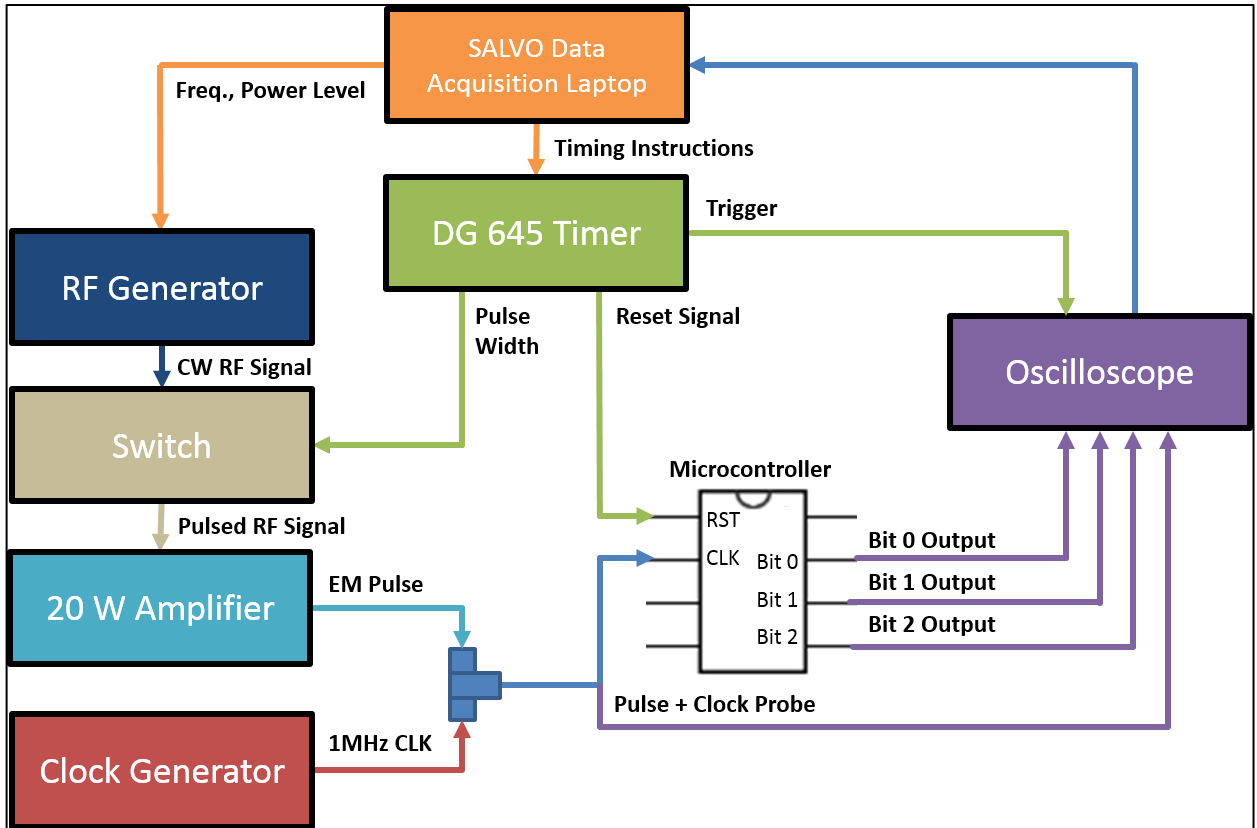 SALVO Data
Acquisition Laptop
Freq., Power Level
Timing Instructions
DG 645 Timer
Trigger
RF Generator
Pulse
Width
Reset Signal
CW RF Signal
Oscilloscope
Switch
Microcontroller
Pulsed RF Signal
RST
CLK
Bit 0
Bit 1
Bit 2
Bit 0 Output
Bit 1 Output
Bit 2 Output
20 W Amplifier
EM Pulse
Pulse + Clock Probe
1MHz CLK
Clock Generator